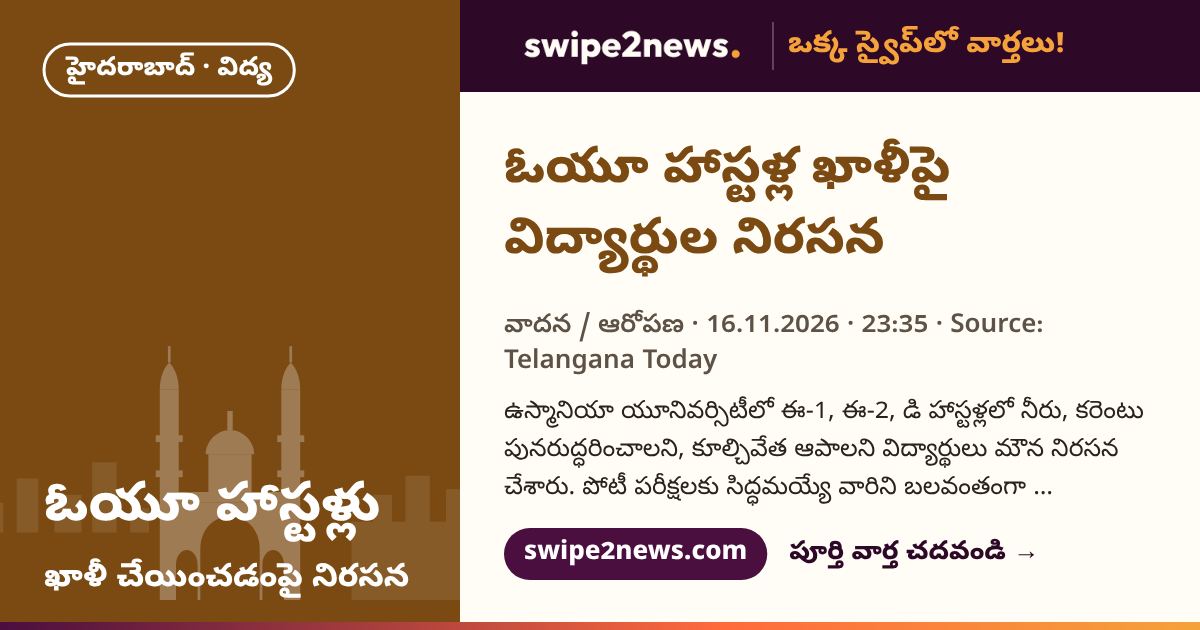 హైదరాబాద్ · విద్య
ఓయూ హాస్టళ్లు
ఖాళీ చేయించడంపై నిరసన
swipe2news.
ఒక్క స్వైప్‌లో వార్తలు!
ఓయూ హాస్టళ్ల ఖాళీపై
విద్యార్థుల నిరసన
వాదన / ఆరోపణ · 16.11.2026 · 23:35 · Source:
Telangana Today
ఉస్మానియా యూనివర్సిటీలో ఈ-1, ఈ-2, డి హాస్టళ్లలో నీరు, కరెంటు
పునరుద్ధరించాలని, కూల్చివేత ఆపాలని విద్యార్థులు మౌన నిరసన
చేశారు. పోటీ పరీక్షలకు సిద్ధమయ్యే వారిని బలవంతంగా ...
swipe2news.com
పూర్తి వార్త చదవండి →